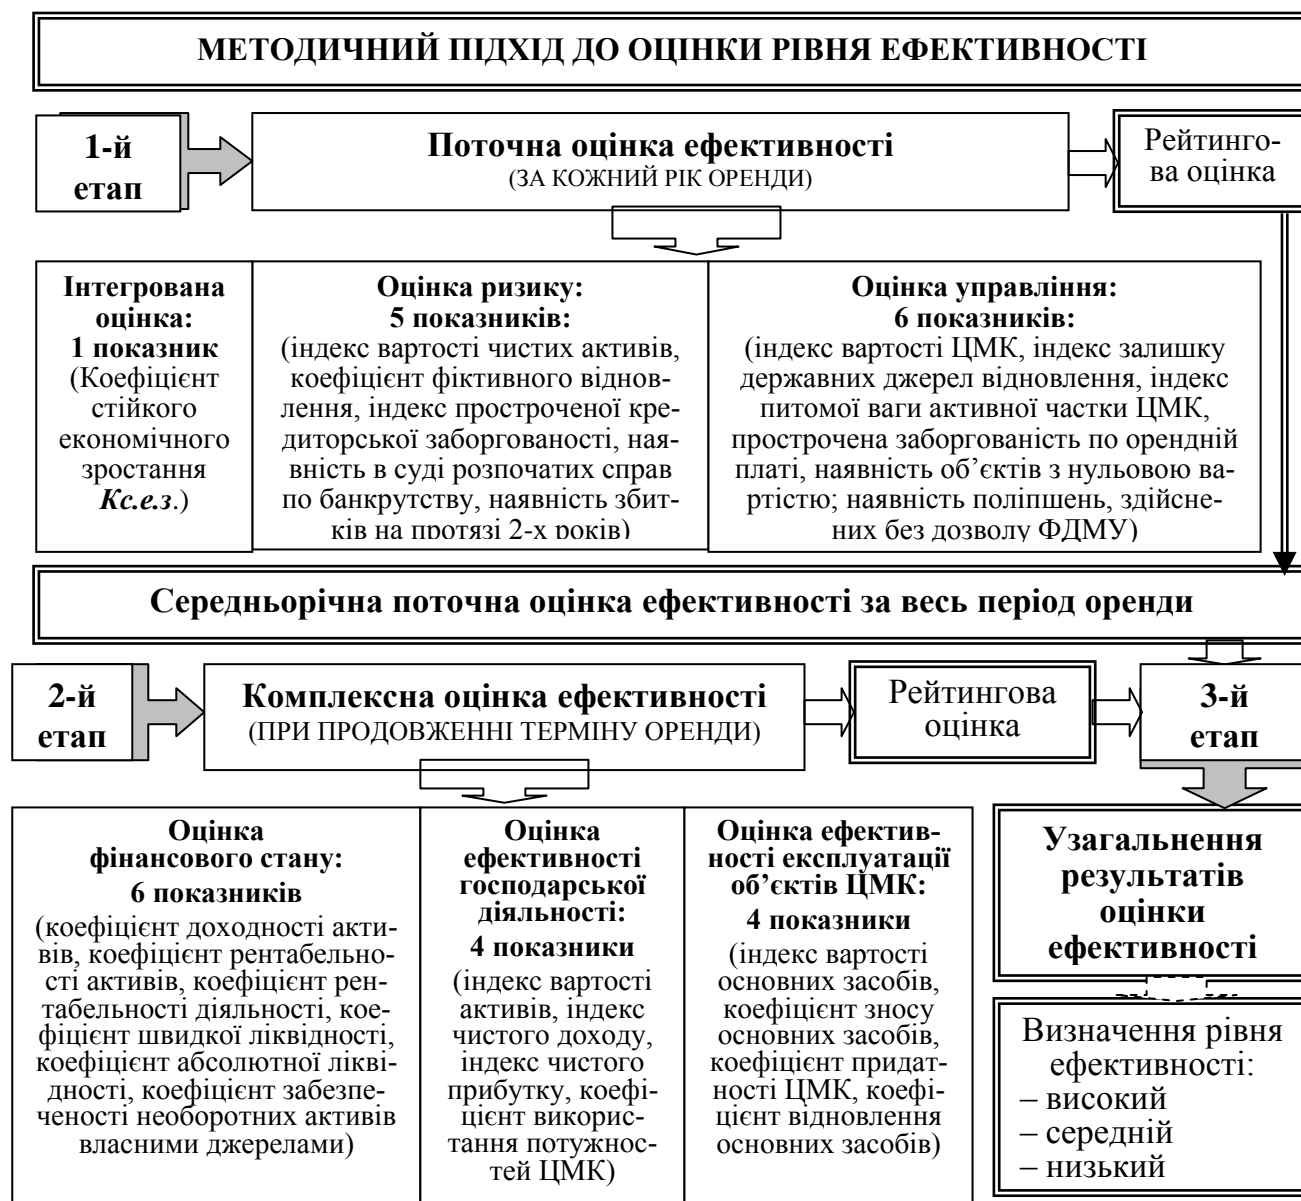 МЕТОДИЧНИЙ ПІДХІД ДО ОЦІНКИ РІВНЯ ЕФЕКТИВНОСТІ
1-й
етап
Поточна оцінка ефективності
(ЗА КОЖНИЙ РІК ОРЕНДИ)
Рейтинго-
ва оцінка
Інтегрована
оцінка:
1 показник
(Коефіцієнт
стійкого
економічного
зростання
Кс.е.з.)
Оцінка ризику:
5 показників:
(індекс вартості чистих активів,
коефіцієнт фіктивного віднов-
лення, індекс простроченої кре-
диторської заборгованості, ная-
вність в суді розпочатих справ
по банкрутству, наявність збит-
ків на протязі 2-х років)
Оцінка управління:
6 показників:
(індекс вартості ЦМК, індекс залишку
державних джерел відновлення, індекс
питомої ваги активної частки ЦМК,
прострочена заборгованість по орендній
платі, наявність об’єктів з нульовою ва-
ртістю; наявність поліпшень, здійсне-
них без дозволу ФДМУ)
Середньорічна поточна оцінка ефективності за весь період оренди
2-й
етап
Комплексна оцінка ефективності
(ПРИ ПРОДОВЖЕННІ ТЕРМІНУ ОРЕНДИ)
Рейтингова
оцінка
3-й
етап
Оцінка
фінансового стану:
6 показників
(коефіцієнт доходності акти-
вів, коефіцієнт рентабельно-
сті активів, коефіцієнт рен-
табельності діяльності, кое-
фіцієнт швидкої ліквідності,
коефіцієнт абсолютної лікві-
дності, коефіцієнт забезпе-
ченості необоротних активів
власними джерелами)
Оцінка
ефективності
господарської
діяльності:
4 показники
(індекс вартості
активів, індекс
чистого доходу,
індекс чистого
прибутку, коефі-
цієнт викорис-
тання потужнос-
тей ЦМК)
Оцінка ефектив-
ності експлуатації
об’єктів ЦМК:
4 показники
(індекс вартості
основних засобів,
коефіцієнт зносу
основних засобів,
коефіцієнт придат-
ності ЦМК, коефі-
цієнт відновлення
основних засобів)
Узагальнення
результатів
оцінки
ефективності
Визначення рівня
ефективності:
– високий
– середній
– низький